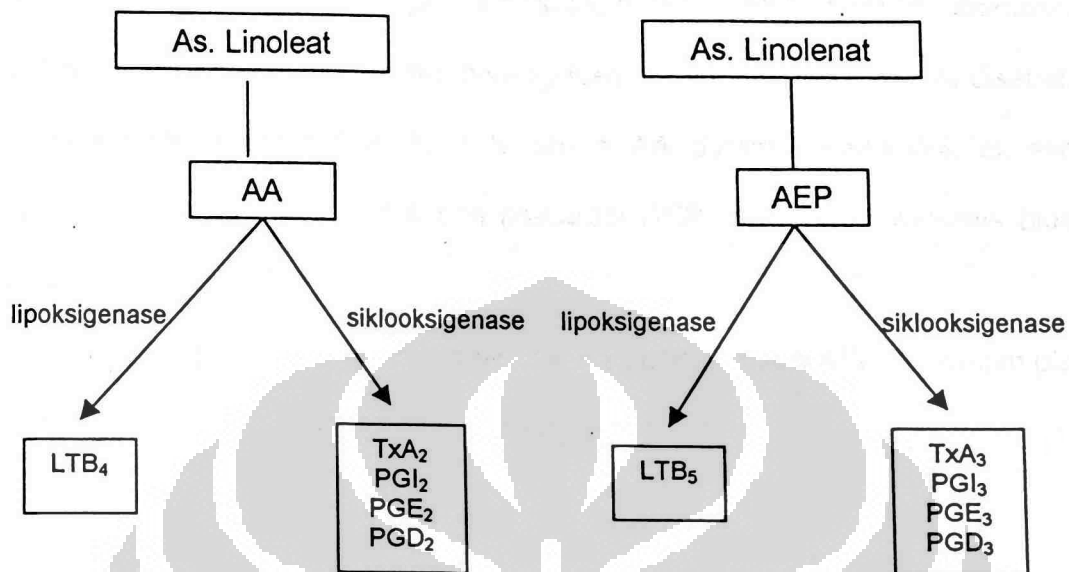 As. Linoleat
As. Linolenat
AA
AEP
lipoksigenase
siklooksigenase
lipoksigenase
siklooksigenase
LTB₄
TxA₂
PGI₂
PGE₂
PGD₂
LTB₅
TxA₃
PGI₃
PGE₃
PGD₃